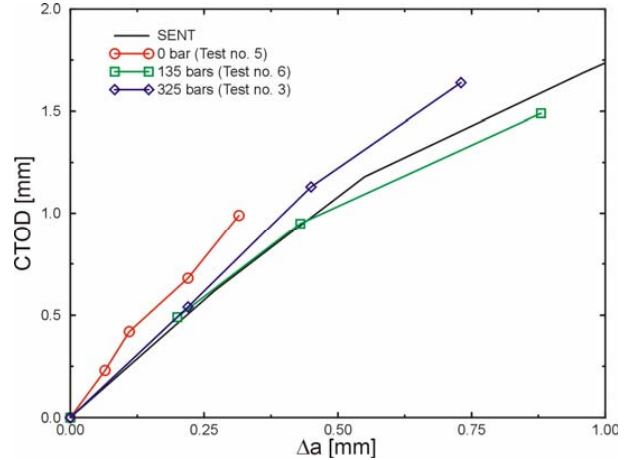 2.0
SENT
0 bar (Test no. 5)
135 bars (Test no. 6)
325 bars (Test no. 3)
1.5
CTOD [mm]
1.0
0.5
0.0
0.00 0.25 0.50 0.75 1.00
Δa [mm]